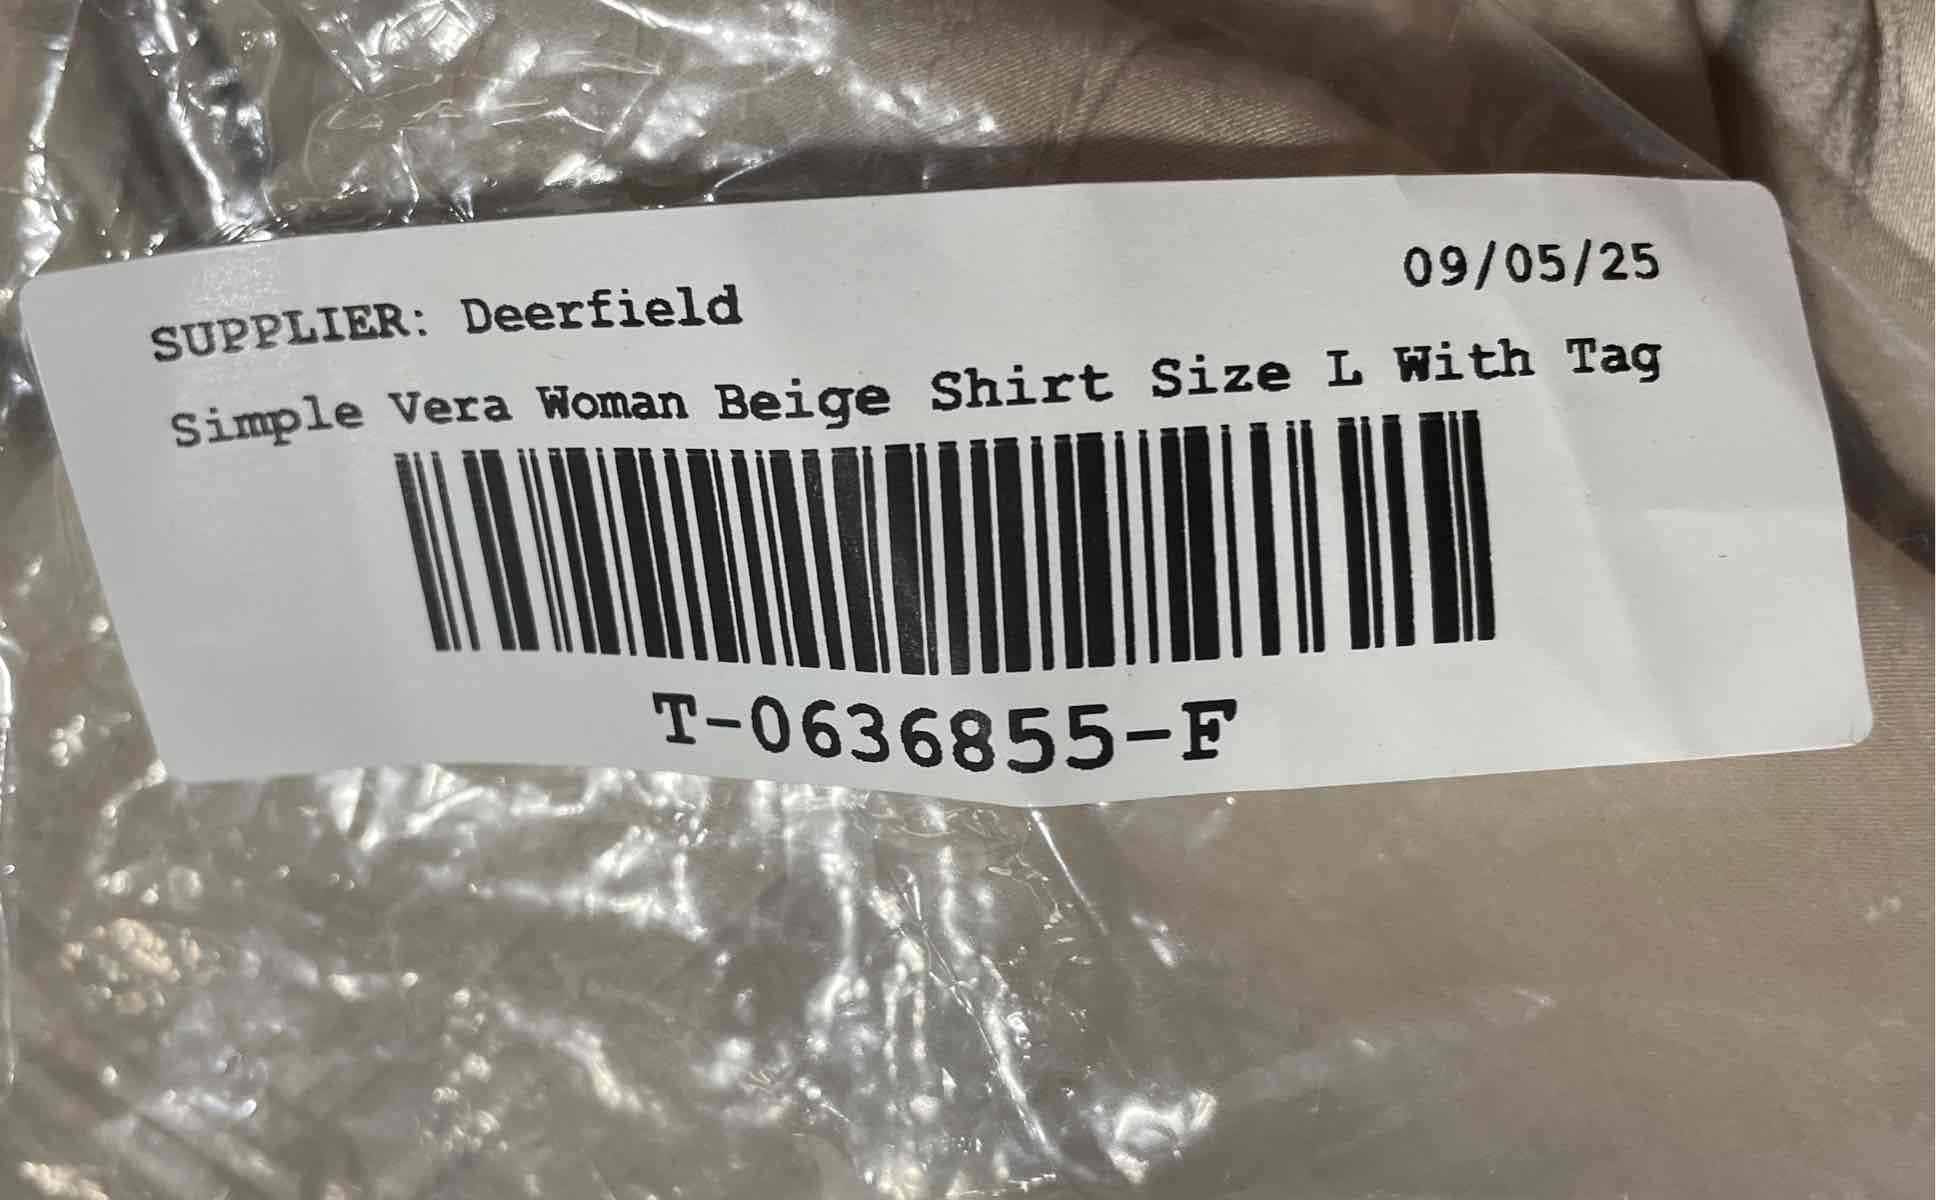 SUPPLIER: Deerfield 09/05/25
Simple Vera Woman Beige Shirt Size L With Tag
T-0636855-F